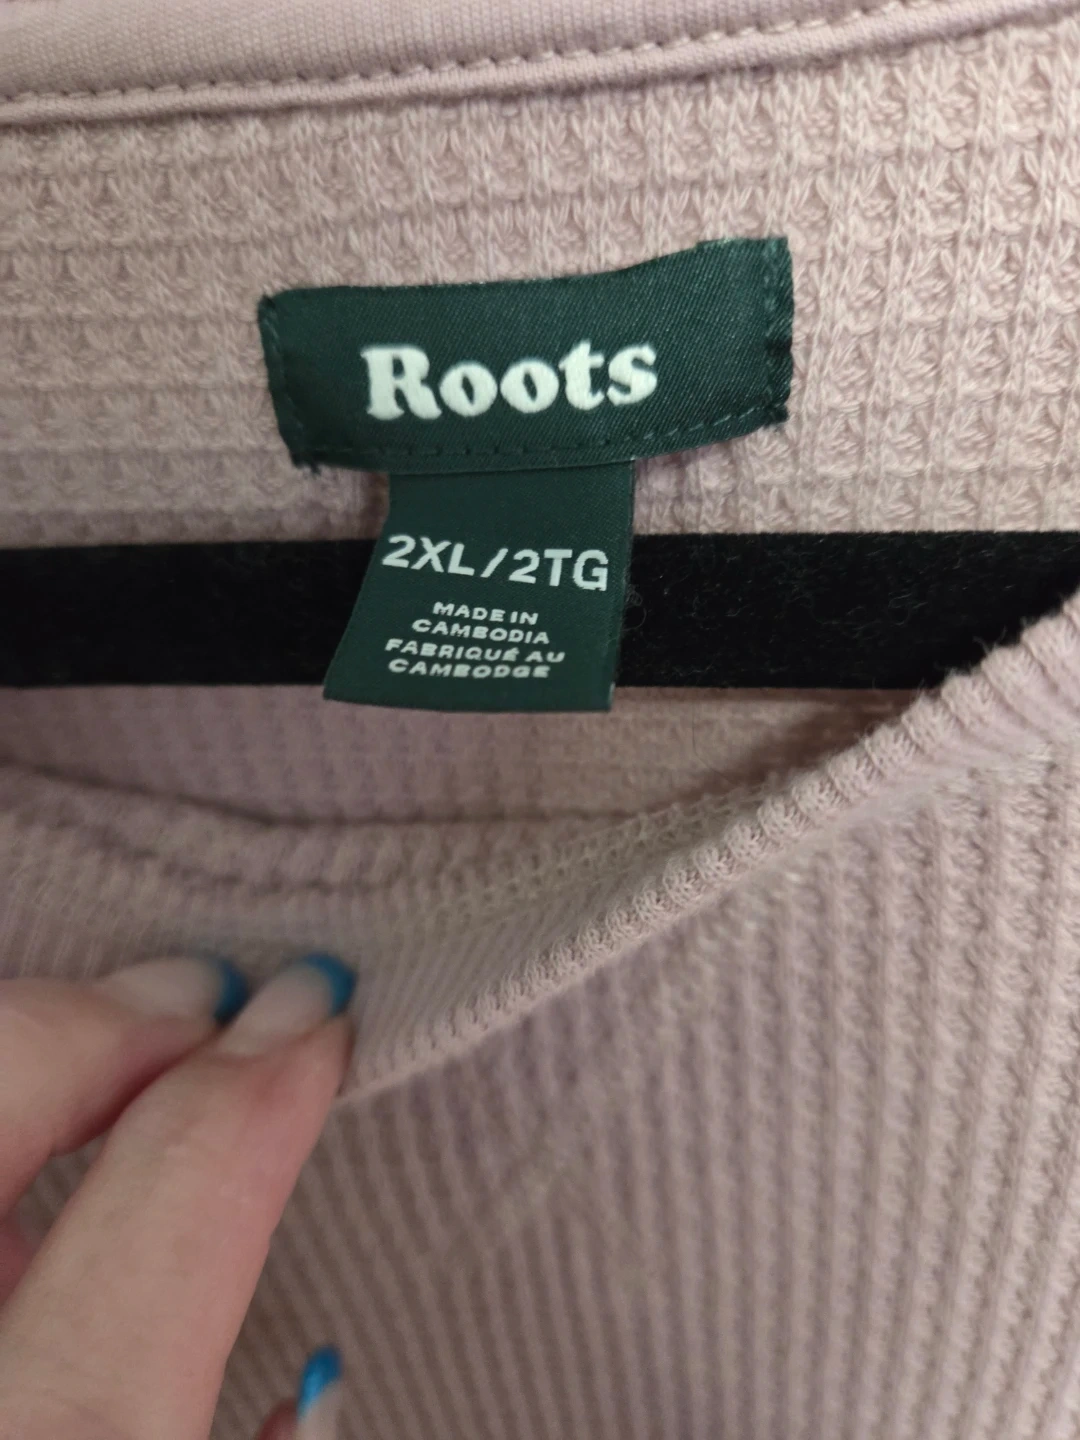 Roots
2XL/2TG
MADE IN
CAMBODIA
FABRIQUÉ AU
CAMBODGE